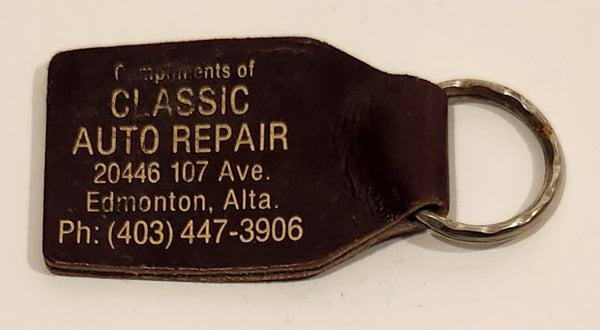 Compliments of
CLASSIC
AUTO REPAIR
20446 107 Ave.
Edmonton, Alta.
Ph: (403) 447-3906